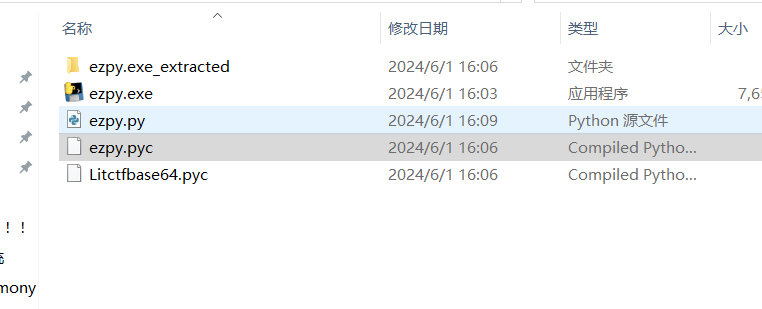 名称 修改日期 类型 大小
ezpy.exe_extracted 2024/6/1 16:06 文件夹
ezpy.exe 2024/6/1 16:03 应用程序 7,65
ezpy.py 2024/6/1 16:09 Python 源文件
ezpy.pyc 2024/6/1 16:06 Compiled Pytho...
Litctfbase64.pyc 2024/6/1 16:06 Compiled Pytho...
！！
mony